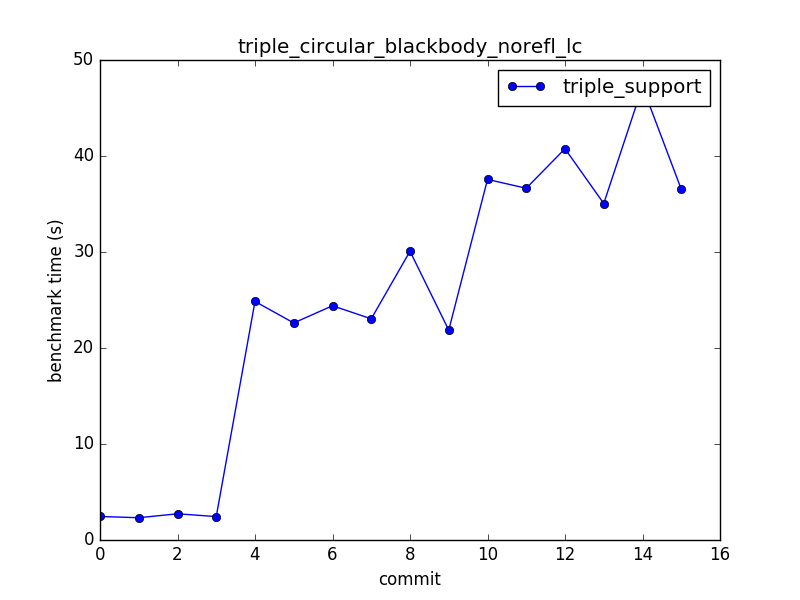 triple_circular_blackbody_norefl_lc
triple_support
50
40
30
20
10
0
benchmark time (s)
0 2 4 6 8 10 12 14 16
commit